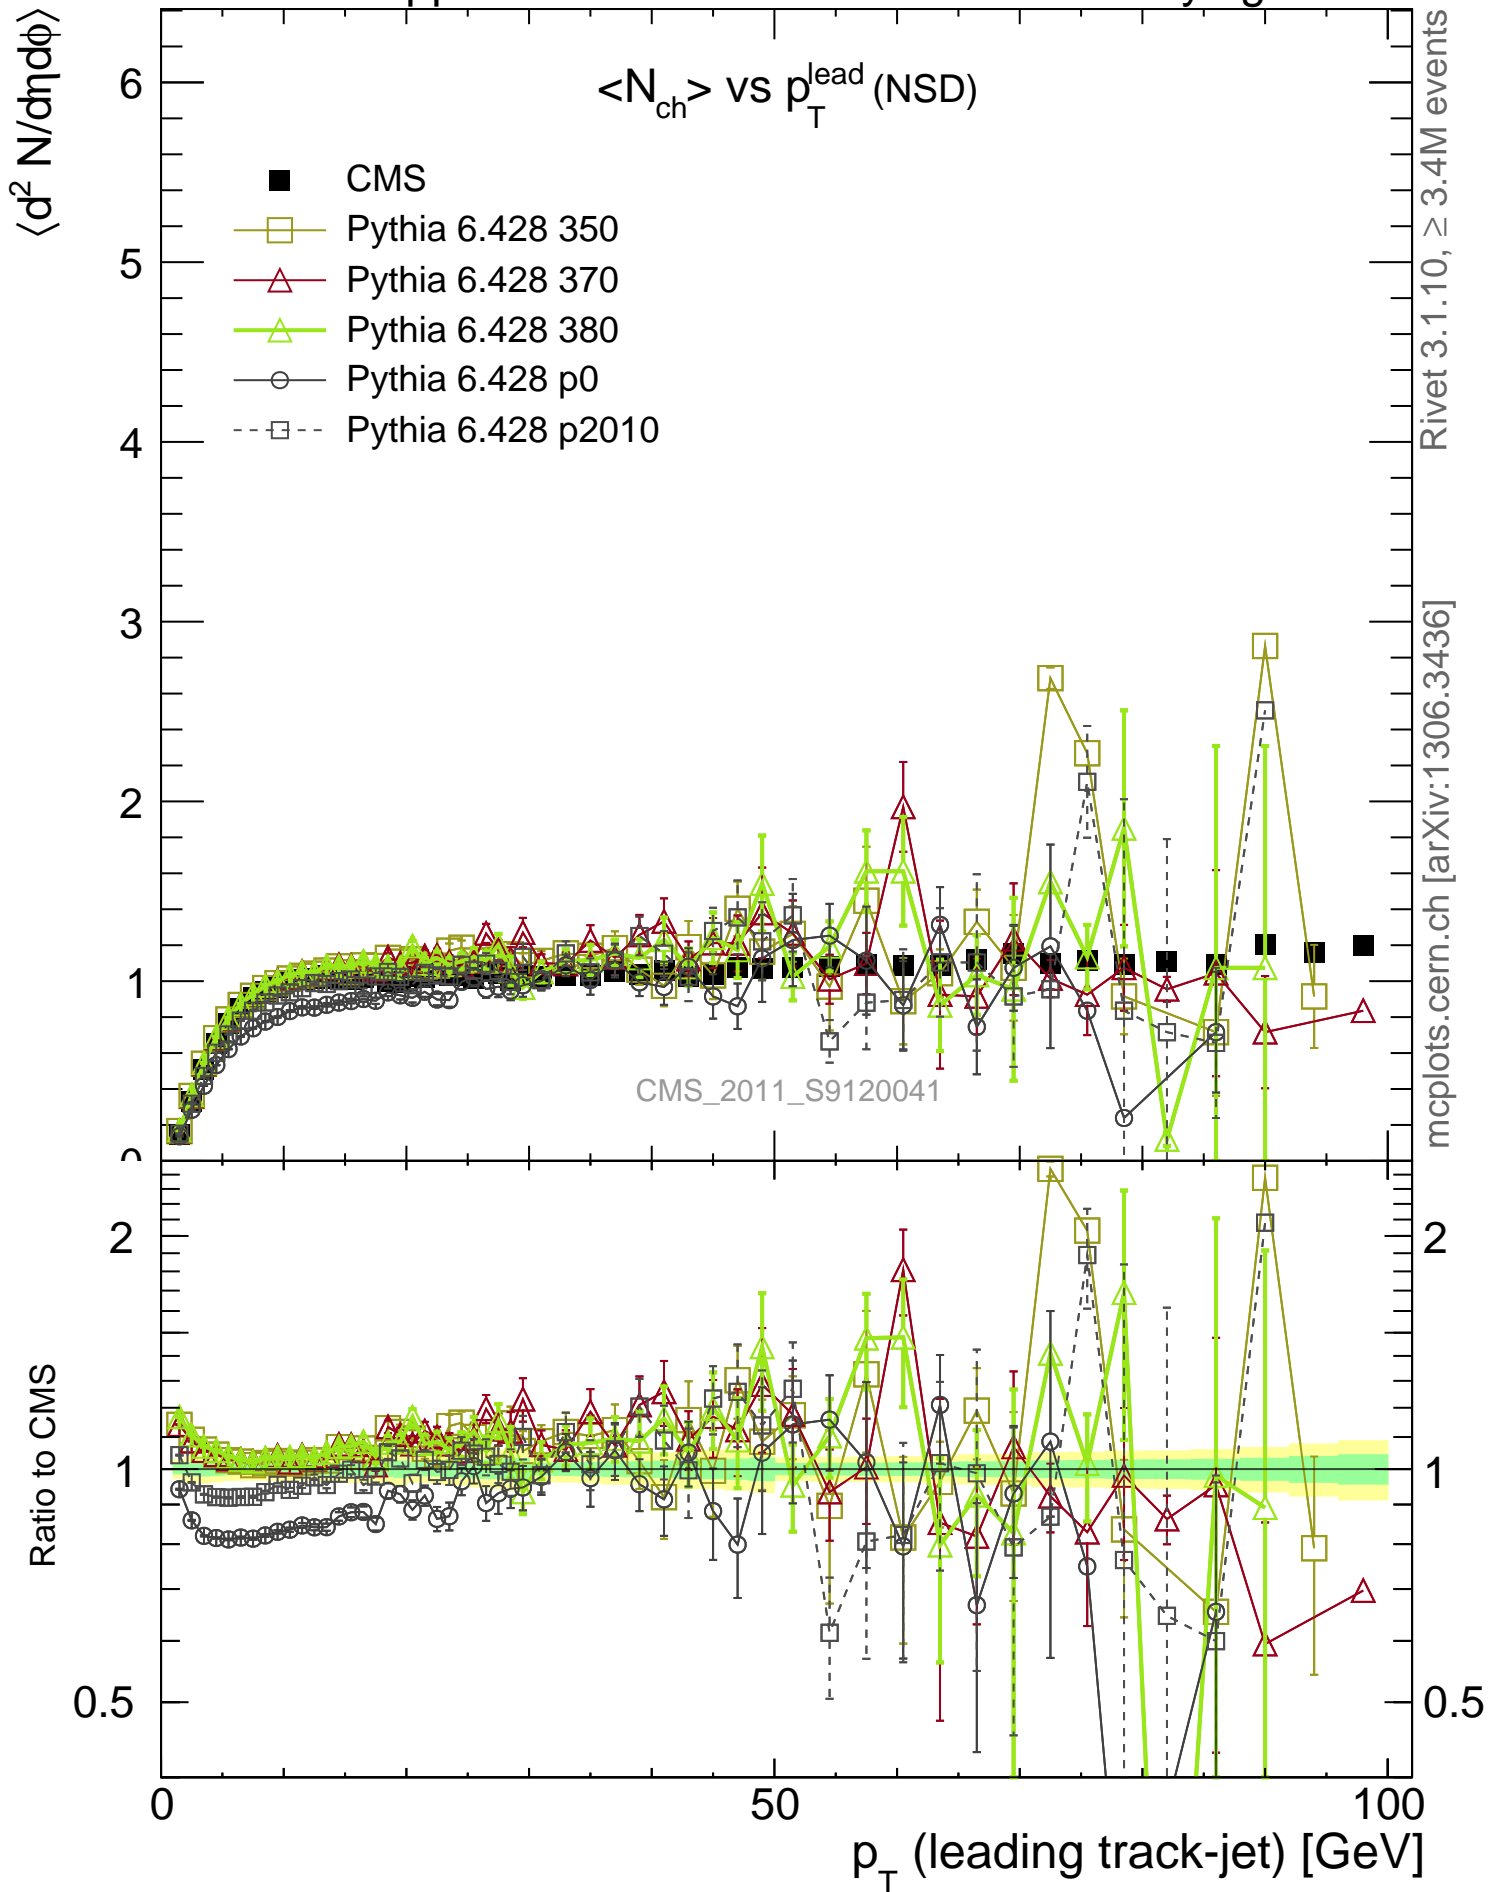 <N_ch> vs p_T^lead (NSD)
⟨d² N/dηdϕ⟩
6
5
4
3
2
1
0
CMS
Pythia 6.428 350
Pythia 6.428 370
Pythia 6.428 380
Pythia 6.428 p0
Pythia 6.428 p2010
CMS_2011_S9120041
Rivet 3.1.10, ≥ 3.4M events
mcplots.cern.ch [arXiv:1306.3436]
Ratio to CMS
2
1
0.5
2
1
0.5
0
50
100
p_T (leading track-jet) [GeV]